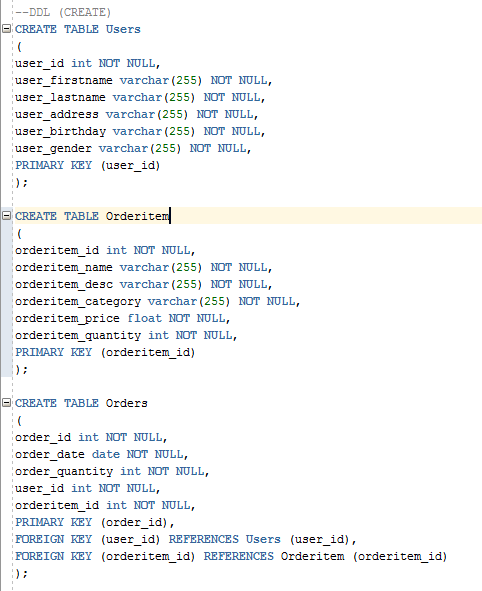 --DDL (CREATE)
CREATE TABLE Users
(
user_id int NOT NULL,
user_firstname varchar(255) NOT NULL,
user_lastname varchar(255) NOT NULL,
user_address varchar(255) NOT NULL,
user_birthday varchar(255) NOT NULL,
user_gender varchar(255) NOT NULL,
PRIMARY KEY (user_id)
);
CREATE TABLE Orderitem
(
orderitem_id int NOT NULL,
orderitem_name varchar(255) NOT NULL,
orderitem_desc varchar(255) NOT NULL,
orderitem_category varchar(255) NOT NULL,
orderitem_price float NOT NULL,
orderitem_quantity int NOT NULL,
PRIMARY KEY (orderitem_id)
);
CREATE TABLE Orders
(
order_id int NOT NULL,
order_date date NOT NULL,
order_quantity int NOT NULL,
user_id int NOT NULL,
orderitem_id int NOT NULL,
PRIMARY KEY (order_id),
FOREIGN KEY (user_id) REFERENCES Users (user_id),
FOREIGN KEY (orderitem_id) REFERENCES Orderitem (orderitem_id)
);